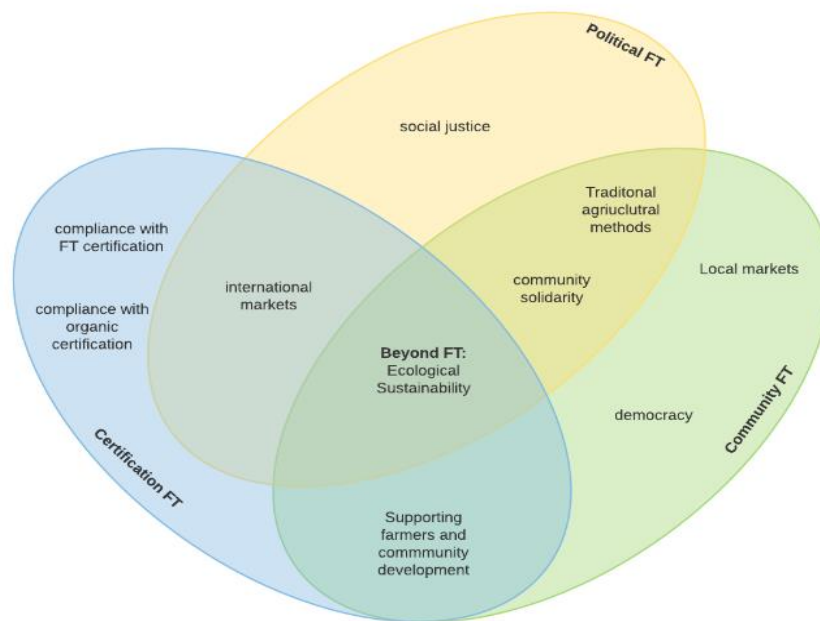 Political FT
social justice
Traditonal
agriuclutral
methods
compliance with
FT certification
Local markets
community
solidarity
international
markets
compliance with
organic
certification
Beyond FT:
Ecological
Sustainability
Community FT
democracy
Certification FT
Supporting
farmers and
commmunity
development